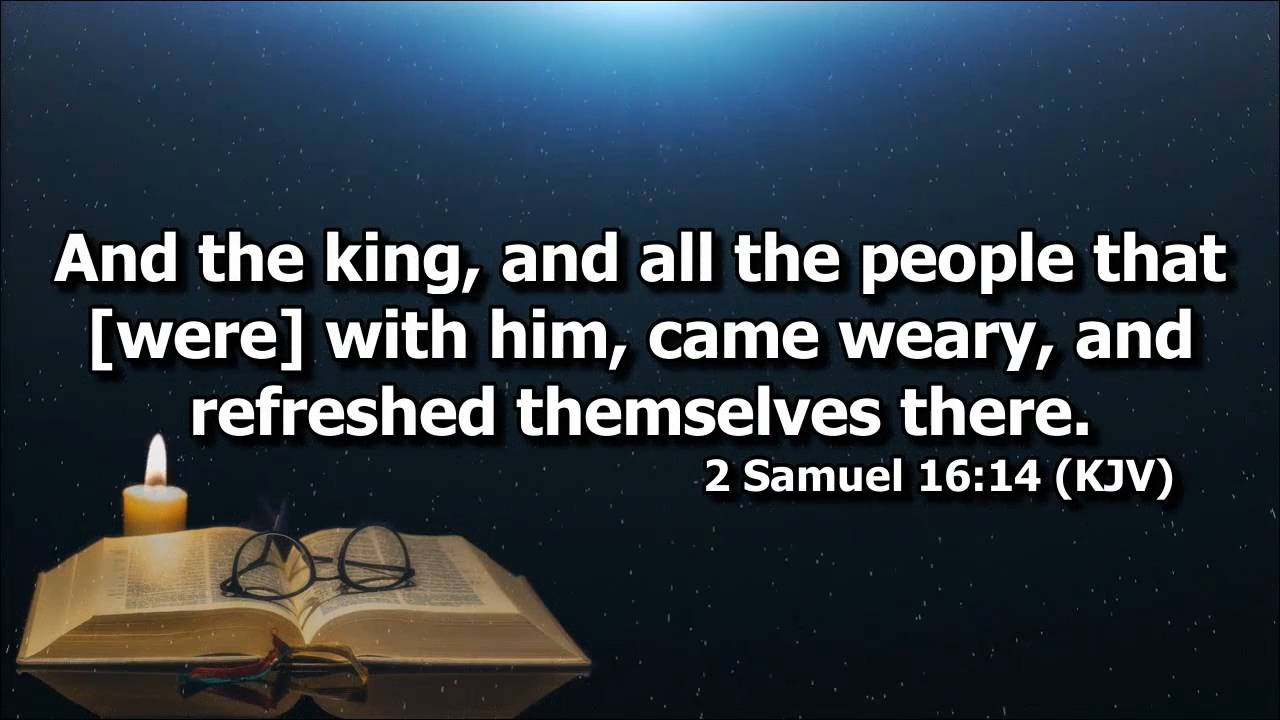 And the king, and all the people that
[were] with him, came weary, and
refreshed themselves there.
2 Samuel 16:14 (KJV)